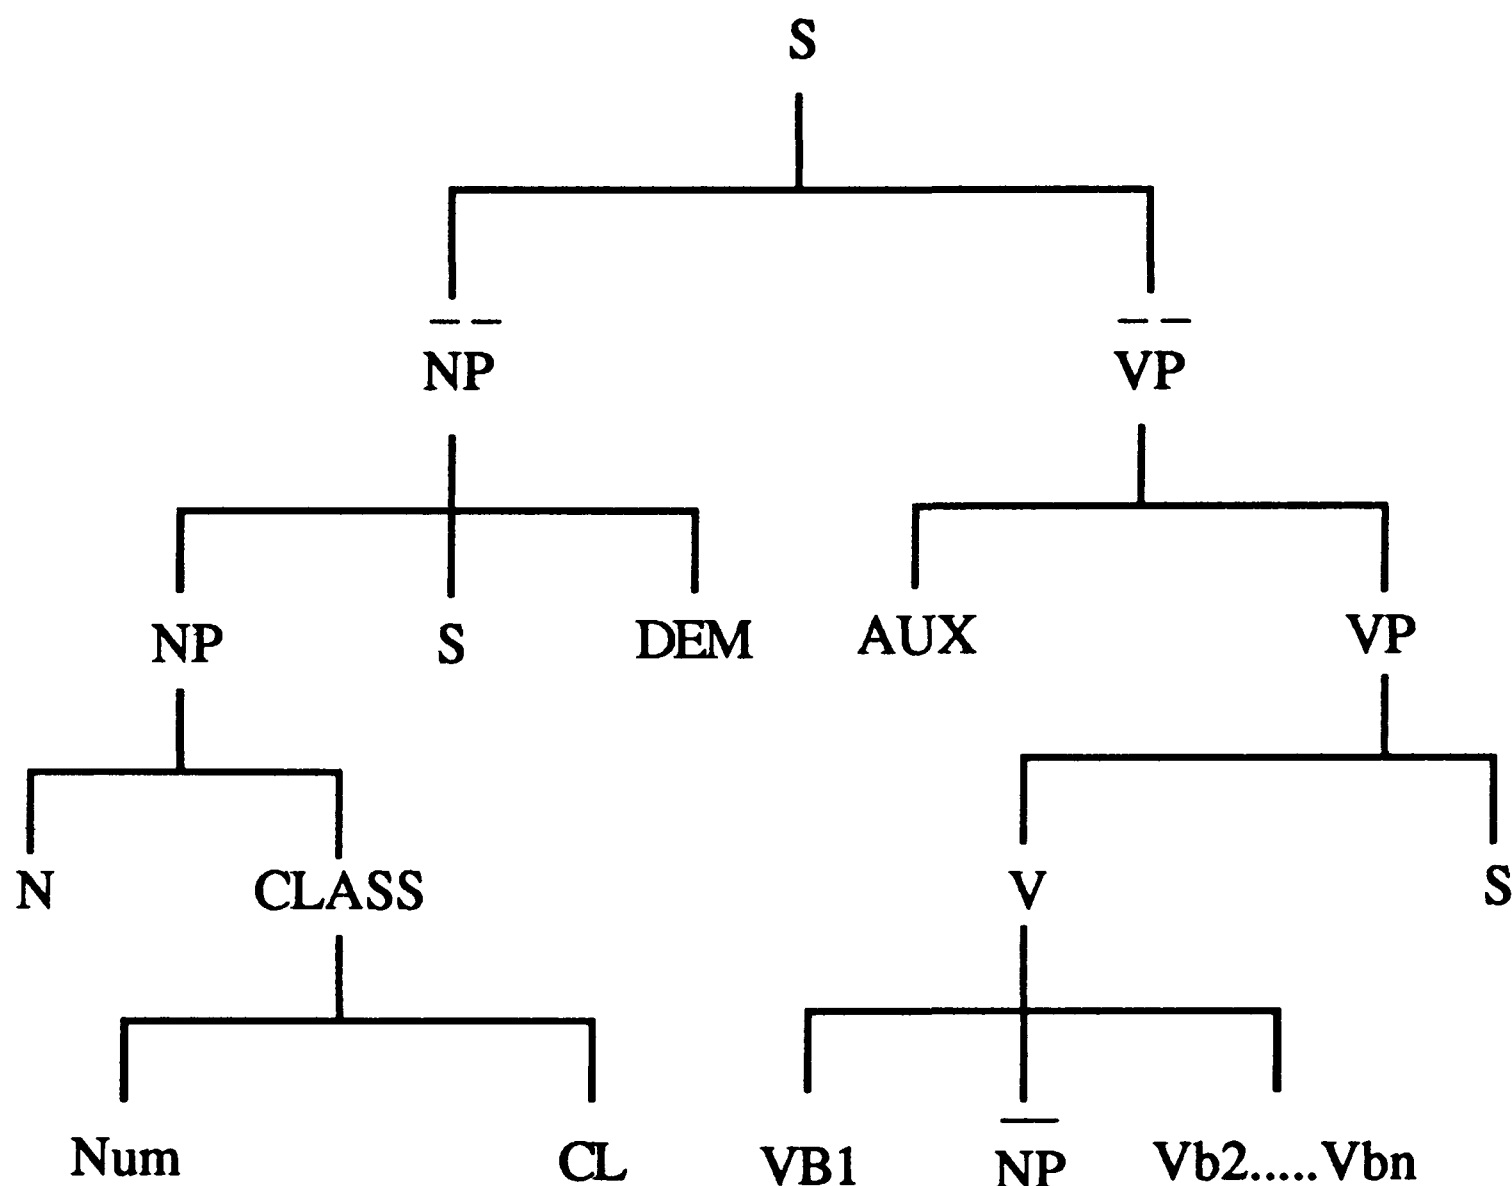 S
NP VP
NP S DEM AUX VP
N CLASS V S
Num CL VB1 NP Vb2.....Vbn